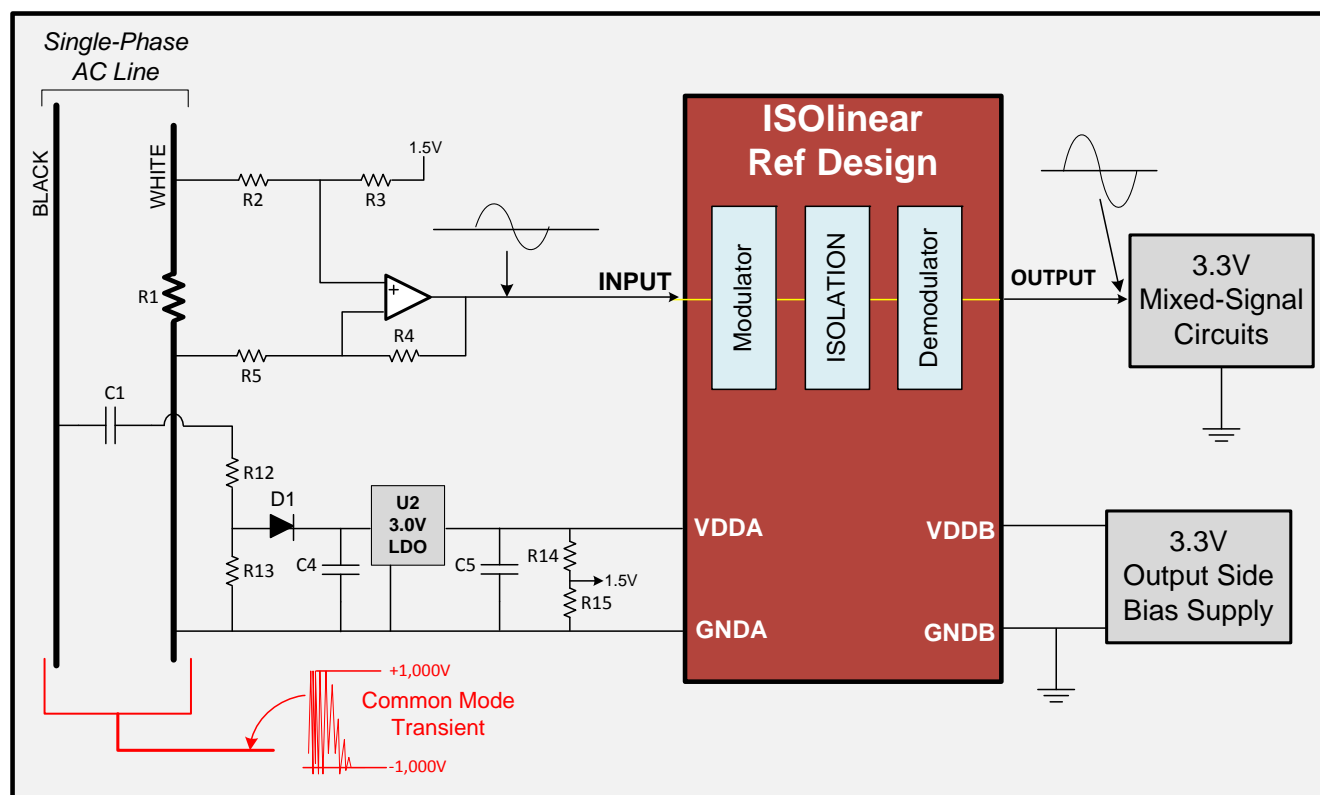 Single-Phase
AC Line
BLACK
WHITE
1.5V
R2
R3
R1
+
R4
R5
INPUT
ISOlinear
Ref Design
Modulator
ISOLATION
Demodulator
OUTPUT
3.3V
Mixed-Signal
Circuits
C1
R12
D1
R13
C4
U2
3.0V
LDO
C5
R14
1.5V
R15
VDDA
GNDA
VDDB
GNDB
3.3V
Output Side
Bias Supply
+1,000V
Common Mode
Transient
-1,000V